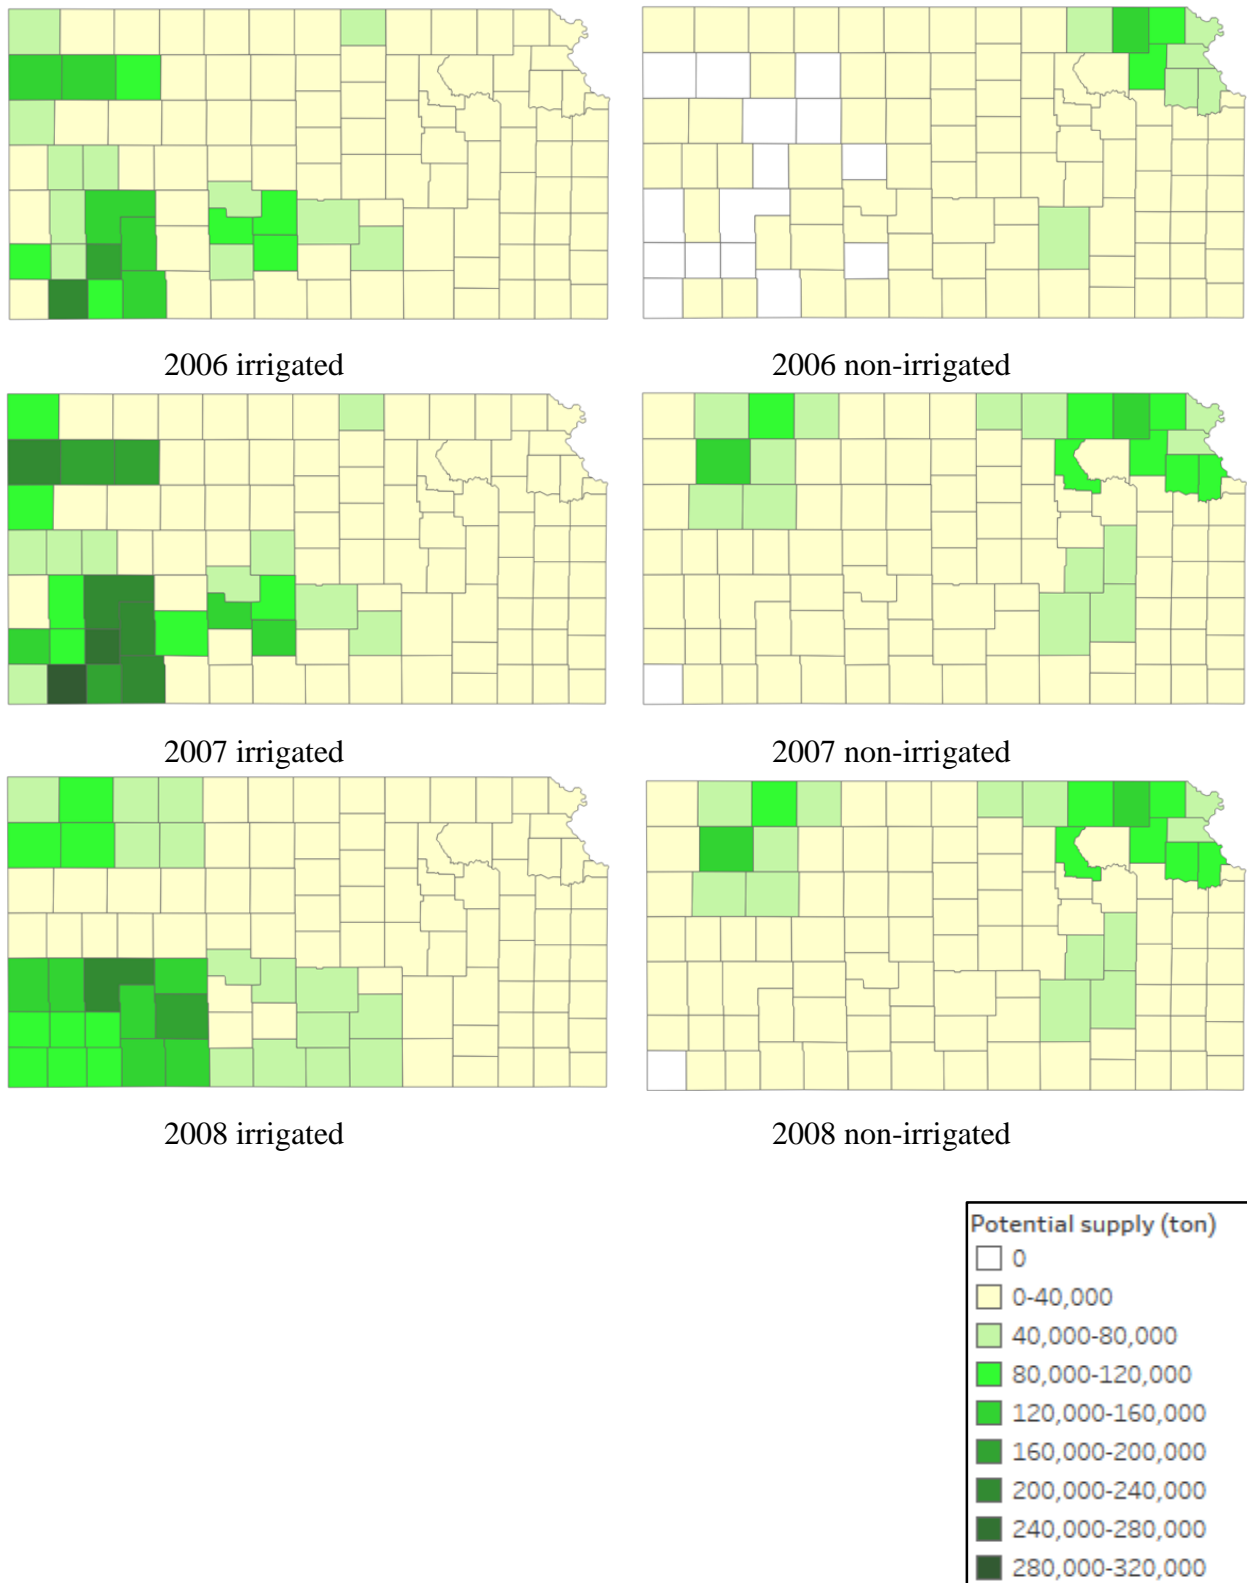 2006 irrigated
2006 non-irrigated
2007 irrigated
2007 non-irrigated
2008 irrigated
2008 non-irrigated
Potential supply (ton)
0
0-40,000
40,000-80,000
80,000-120,000
120,000-160,000
160,000-200,000
200,000-240,000
240,000-280,000
280,000-320,000